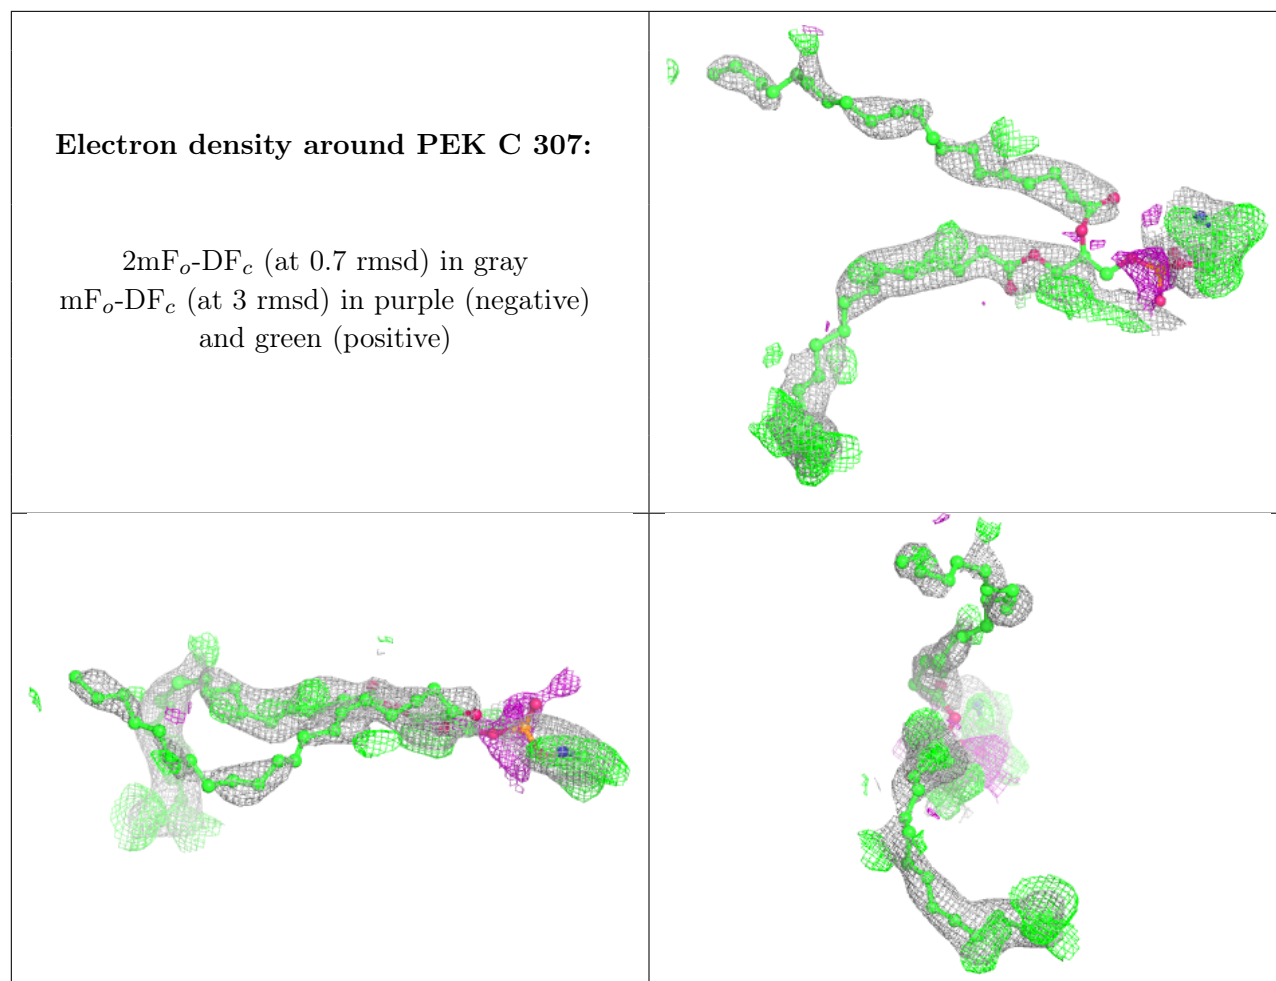 Electron density around PEK C 307:
2mFo-DFc (at 0.7 rmsd) in gray
mFo-DFc (at 3 rmsd) in purple (negative)
and green (positive)